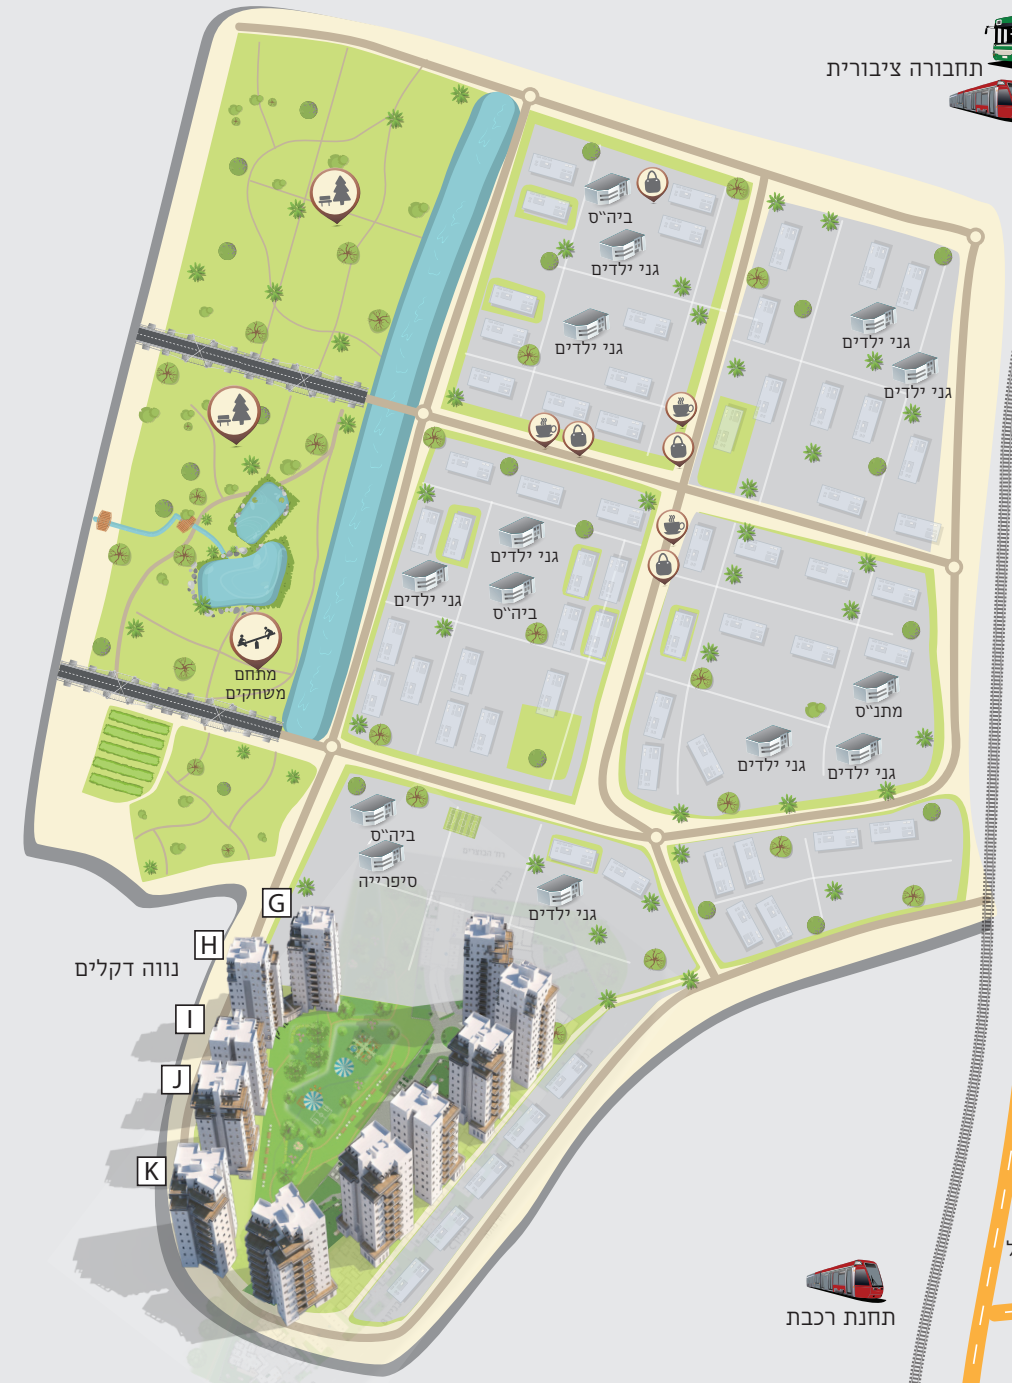 תחבורה ציבורית
ביה״ס
גני ילדים
גני ילדים
גני ילדים
גני ילדים
גני ילדים
גני ילדים
ביה״ס
מתחם
משחקים
מתנ״ס
גני ילדים
גני ילדים
ביה״ס
סיפרייה
גני ילדים
G
H
נווה דקלים
I
J
K
תחנת רכבת